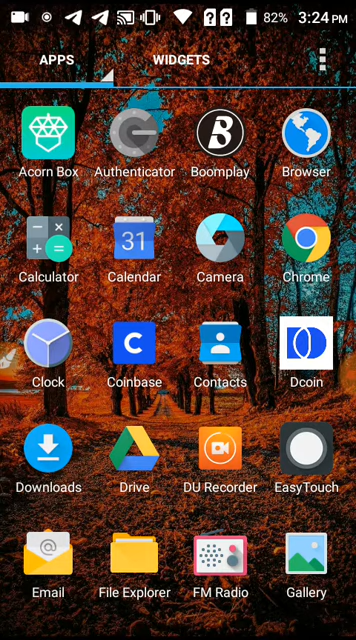 82% 3:24 PM
APPS WIDGETS
Acorn Box Authenticator Boomplay Browser
31
Calculator Calendar Camera Chrome
Clock Coinbase Contacts Dcoin
Downloads Drive DU Recorder EasyTouch
Email File Explorer FM Radio Gallery